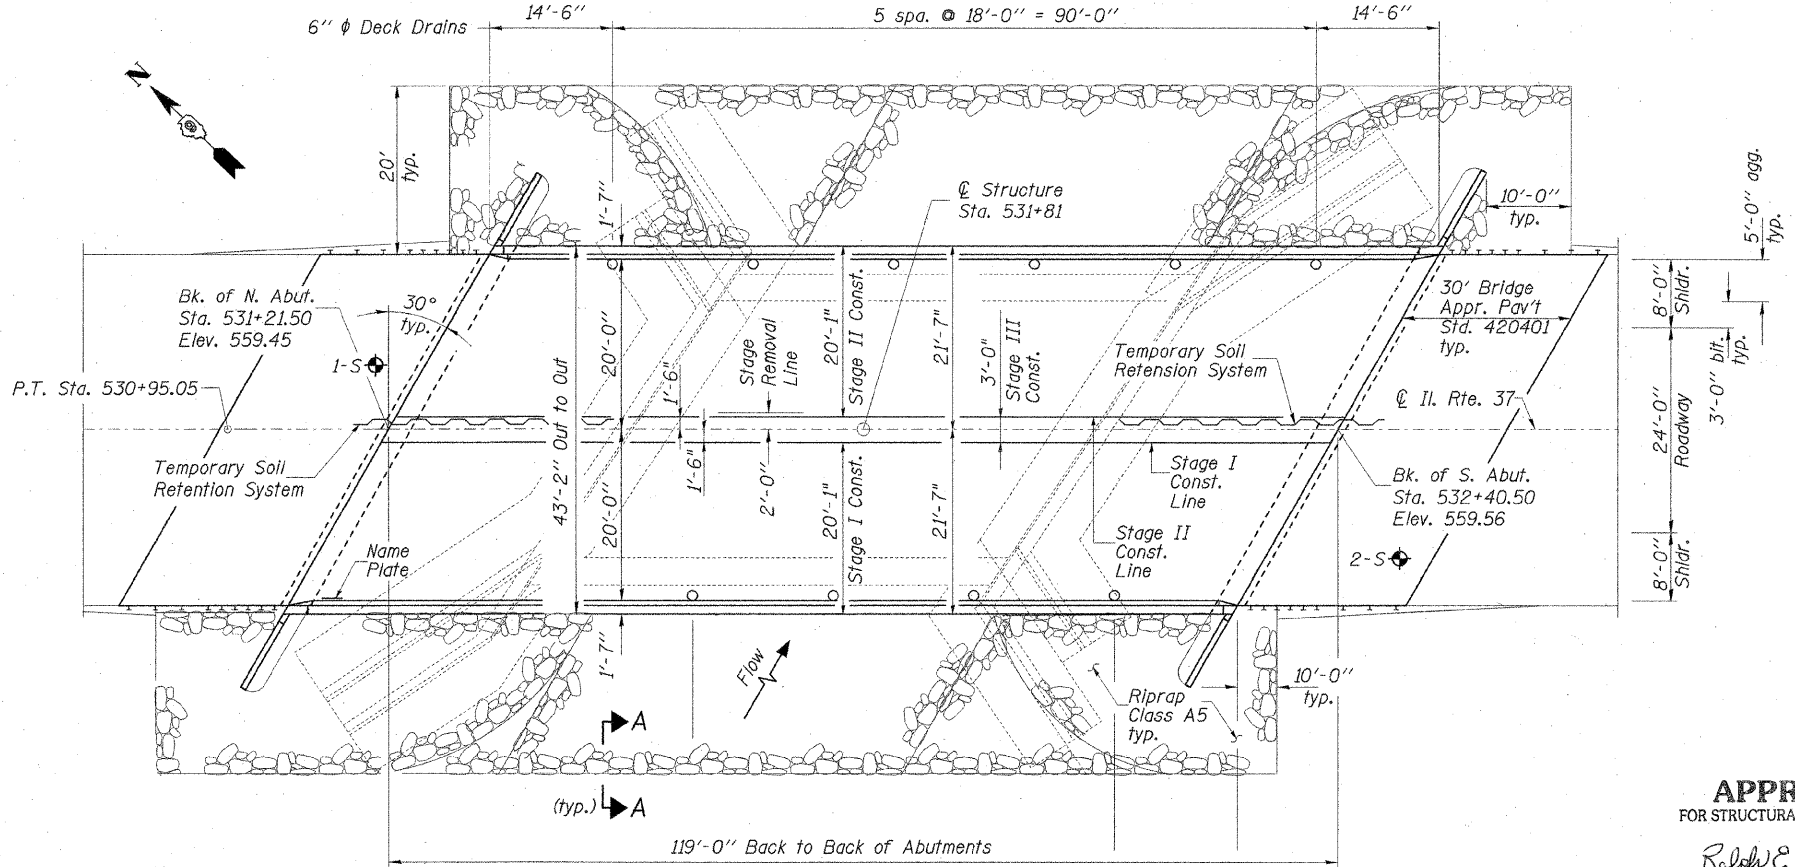 6" ϕ Deck Drains
14'-6"
5 spa. @ 18'-0" = 90'-0"
14'-6"
N
20'
typ.
1'-7"
℄ Structure
Sta. 531+81
10'-0"
typ.
5'-0" agg.
typ.
Bk. of N. Abut.
Sta. 531+21.50
Elev. 559.45
30°
typ.
1-S
P.T. Sta. 530+95.05
20'-0"
1'-6"
Stage
Removal
Line
20'-1"
Stage II Const.
21'-7"
3'-0"
Stage III
Const.
Temporary Soil
Retension System
30' Bridge
Appr. Pav't
Std. 420401
typ.
8'-0"
Shldr.
3'-0" bit.
typ.
℄ Il. Rte. 37
24'-0"
Roadway
Temporary Soil
Retention System
43'-2" Out to Out
20'-0"
1'-6"
2'-0"
20'-1"
Stage I Const.
21'-7"
Stage I
Const.
Line
Stage II
Const.
Line
Bk. of S. Abut.
Sta. 532+40.50
Elev. 559.56
2-S
8'-0"
Shldr.
Name
Plate
1'-7"
Flow
Riprap
Class A5
typ.
10'-0"
typ.
A
(typ.) A
119'-0" Back to Back of Abutments
APPR
FOR STRUCTURA
Ralph E.